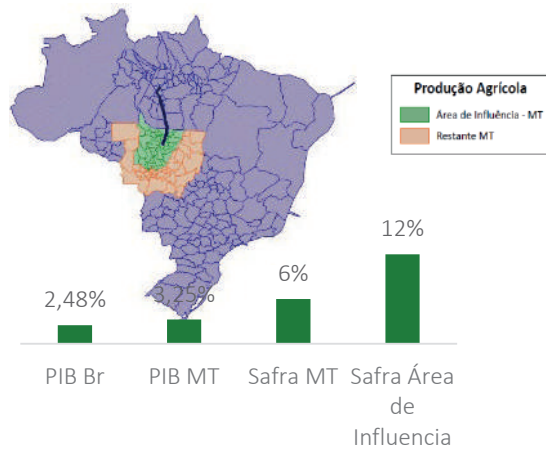 Produção Agrícola
Área de Influência - MT
Restante MT
12%
6%
3,25%
2,48%
PIB Br
PIB MT
Safra MT
Safra Área
de
Influencia